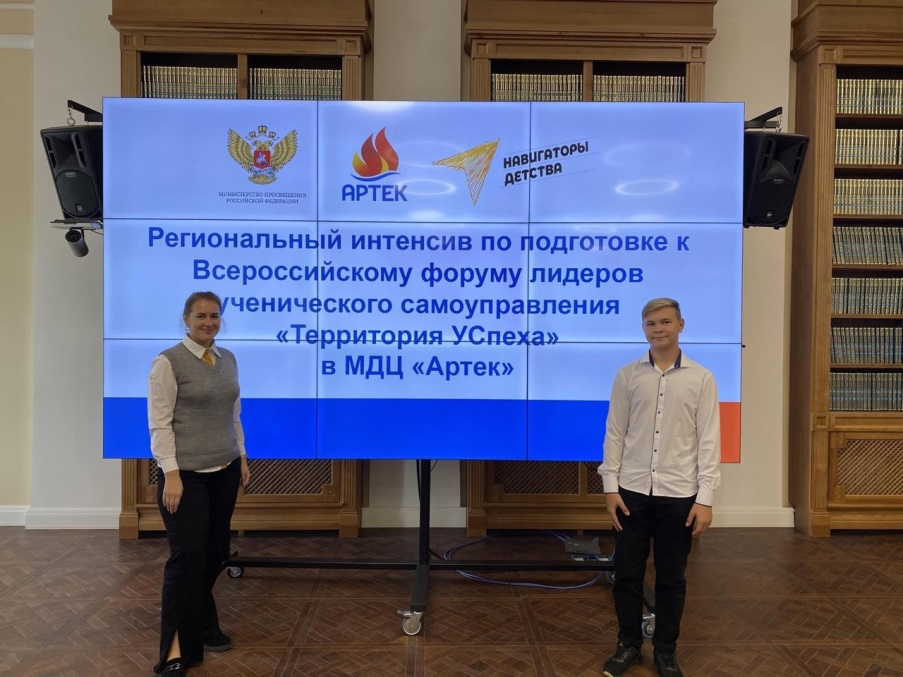 МИНИСТЕРСТВО ПРОСВЕЩЕНИЯ
РОССИЙСКОЙ ФЕДЕРАЦИИ
АРТЕК
НАВИГАТОРЫ
ДЕТСТВА
Региональный интенсив по подготовке к
Всероссийскому форуму лидеров
ученического самоуправления
«Территория УСпеха»
в МДЦ «Артек»